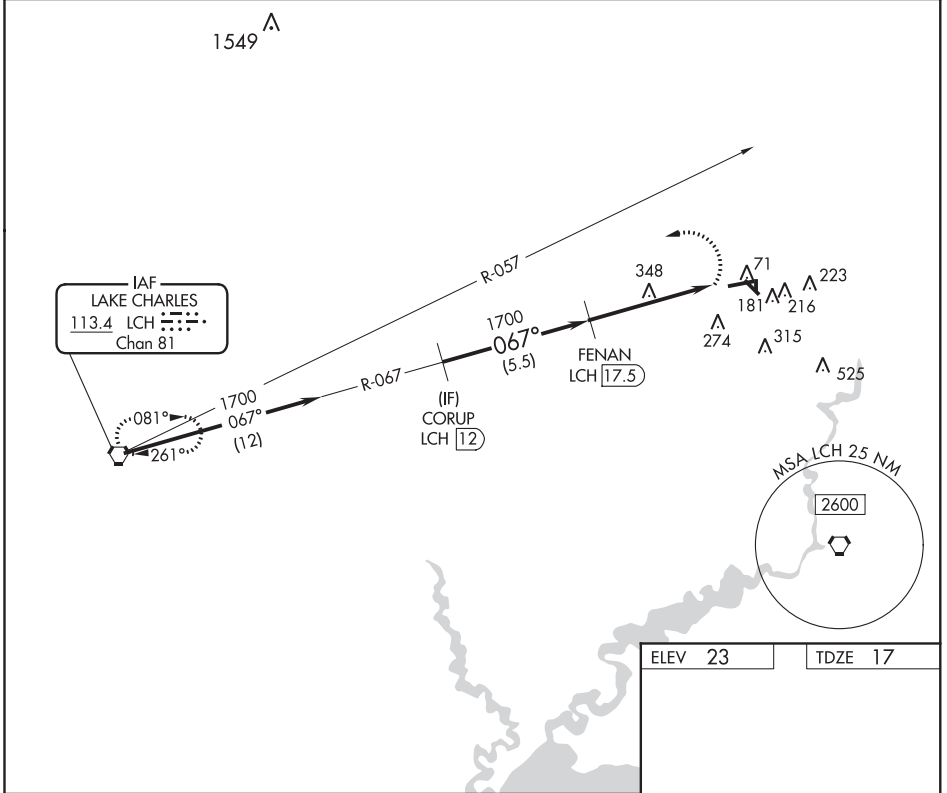 1549
R-057
IAF
LAKE CHARLES
113.4 LCH
Chan 81
348
71
223
181
216
274
315
525
1700
067°
(5.5)
FENAN
LCH 17.5
R-067
(IF)
CORUP
LCH 12
1700
067°
(12)
081°
261°
MSA LCH 25 NM
2600
ELEV 23
TDZE 17